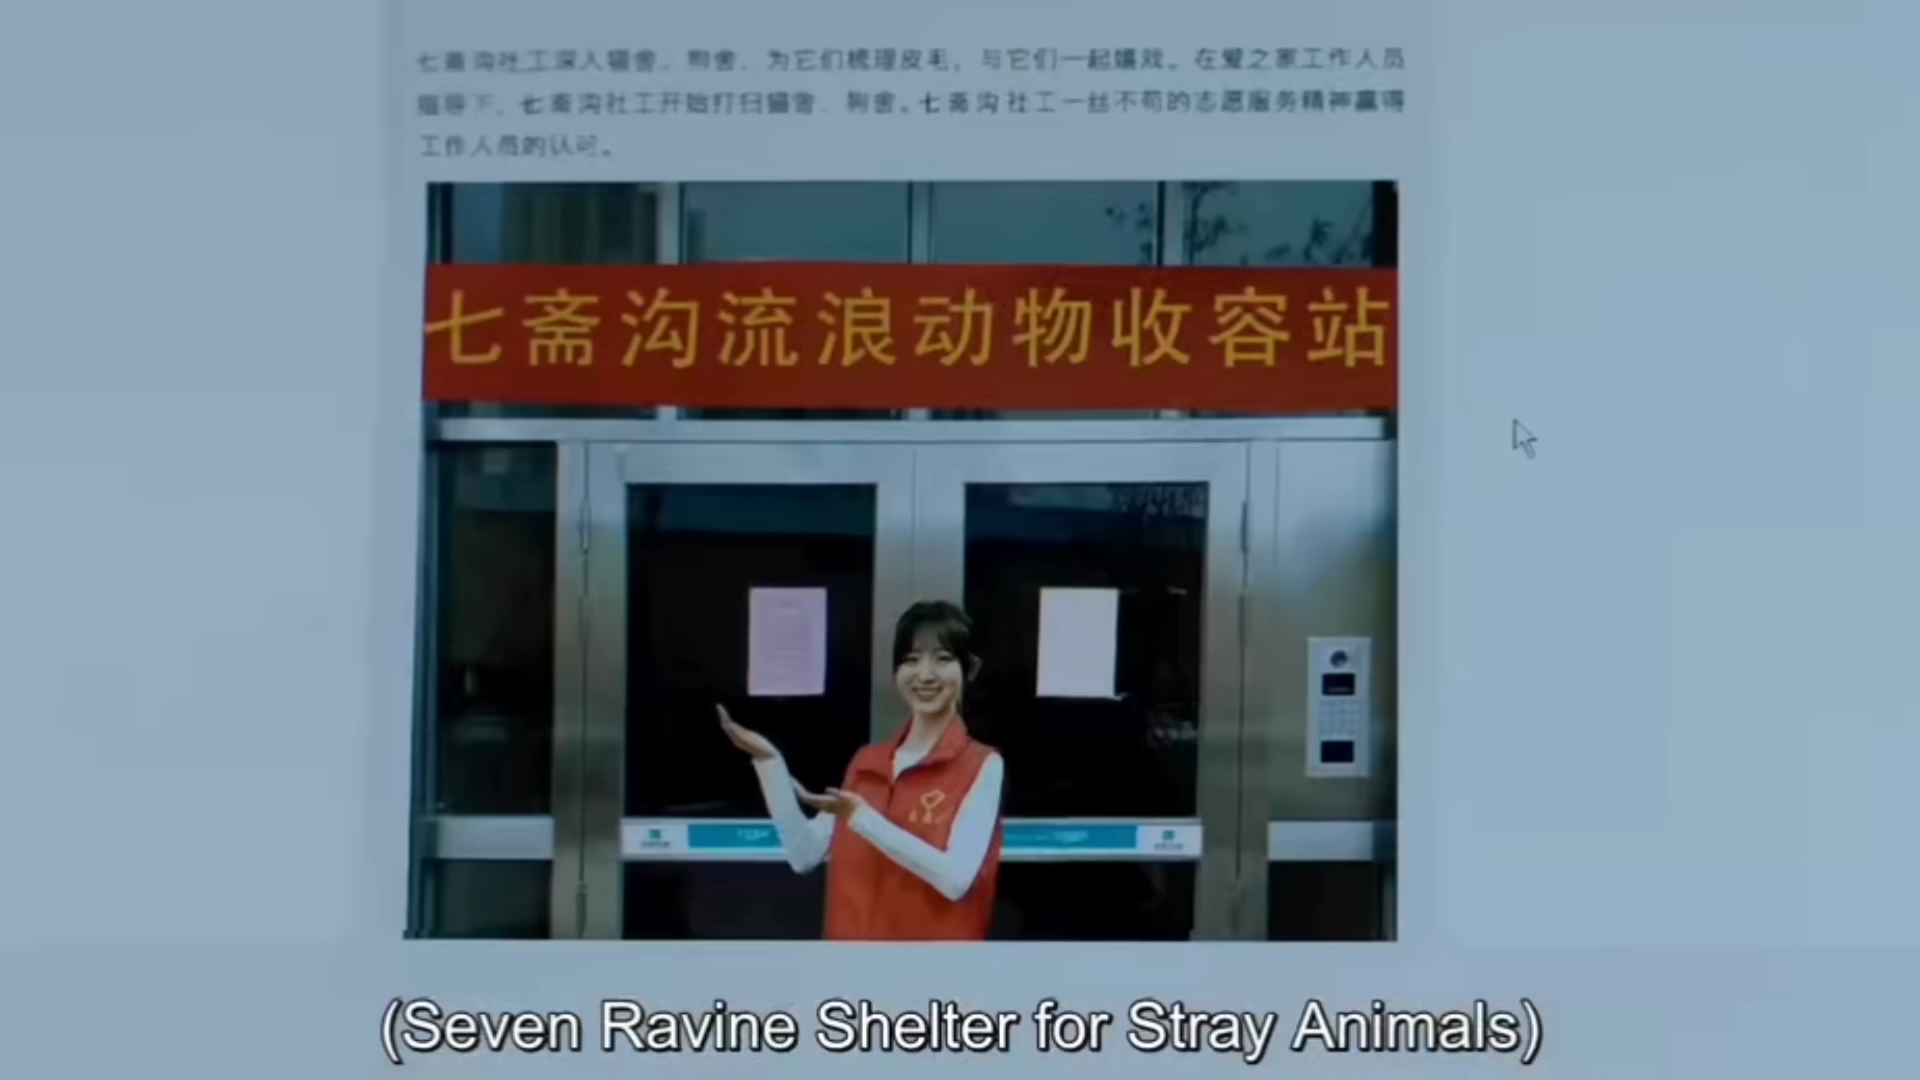 七斋沟社工深入猫舍、狗舍，为它们梳理皮毛，与它们一起嬉戏。在爱之家工作人员
指导下，七斋沟社工开始打扫猫舍、狗舍。七斋沟社工一丝不苟的志愿服务精神赢得
工作人员的认可。
七斋沟流浪动物收容站
(Seven Ravine Shelter for Stray Animals)